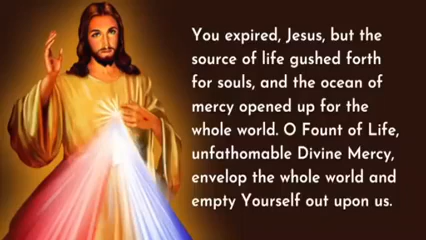 You expired, Jesus, but the
source of life gushed forth
for souls, and the ocean of
mercy opened up for the
whole world. O Fount of Life,
unfathomable Divine Mercy,
envelop the whole world and
empty Yourself out upon us.